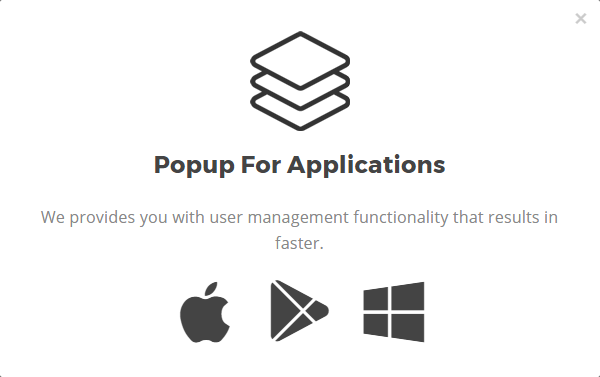 Popup For Applications
We provides you with user management functionality that results in
faster.